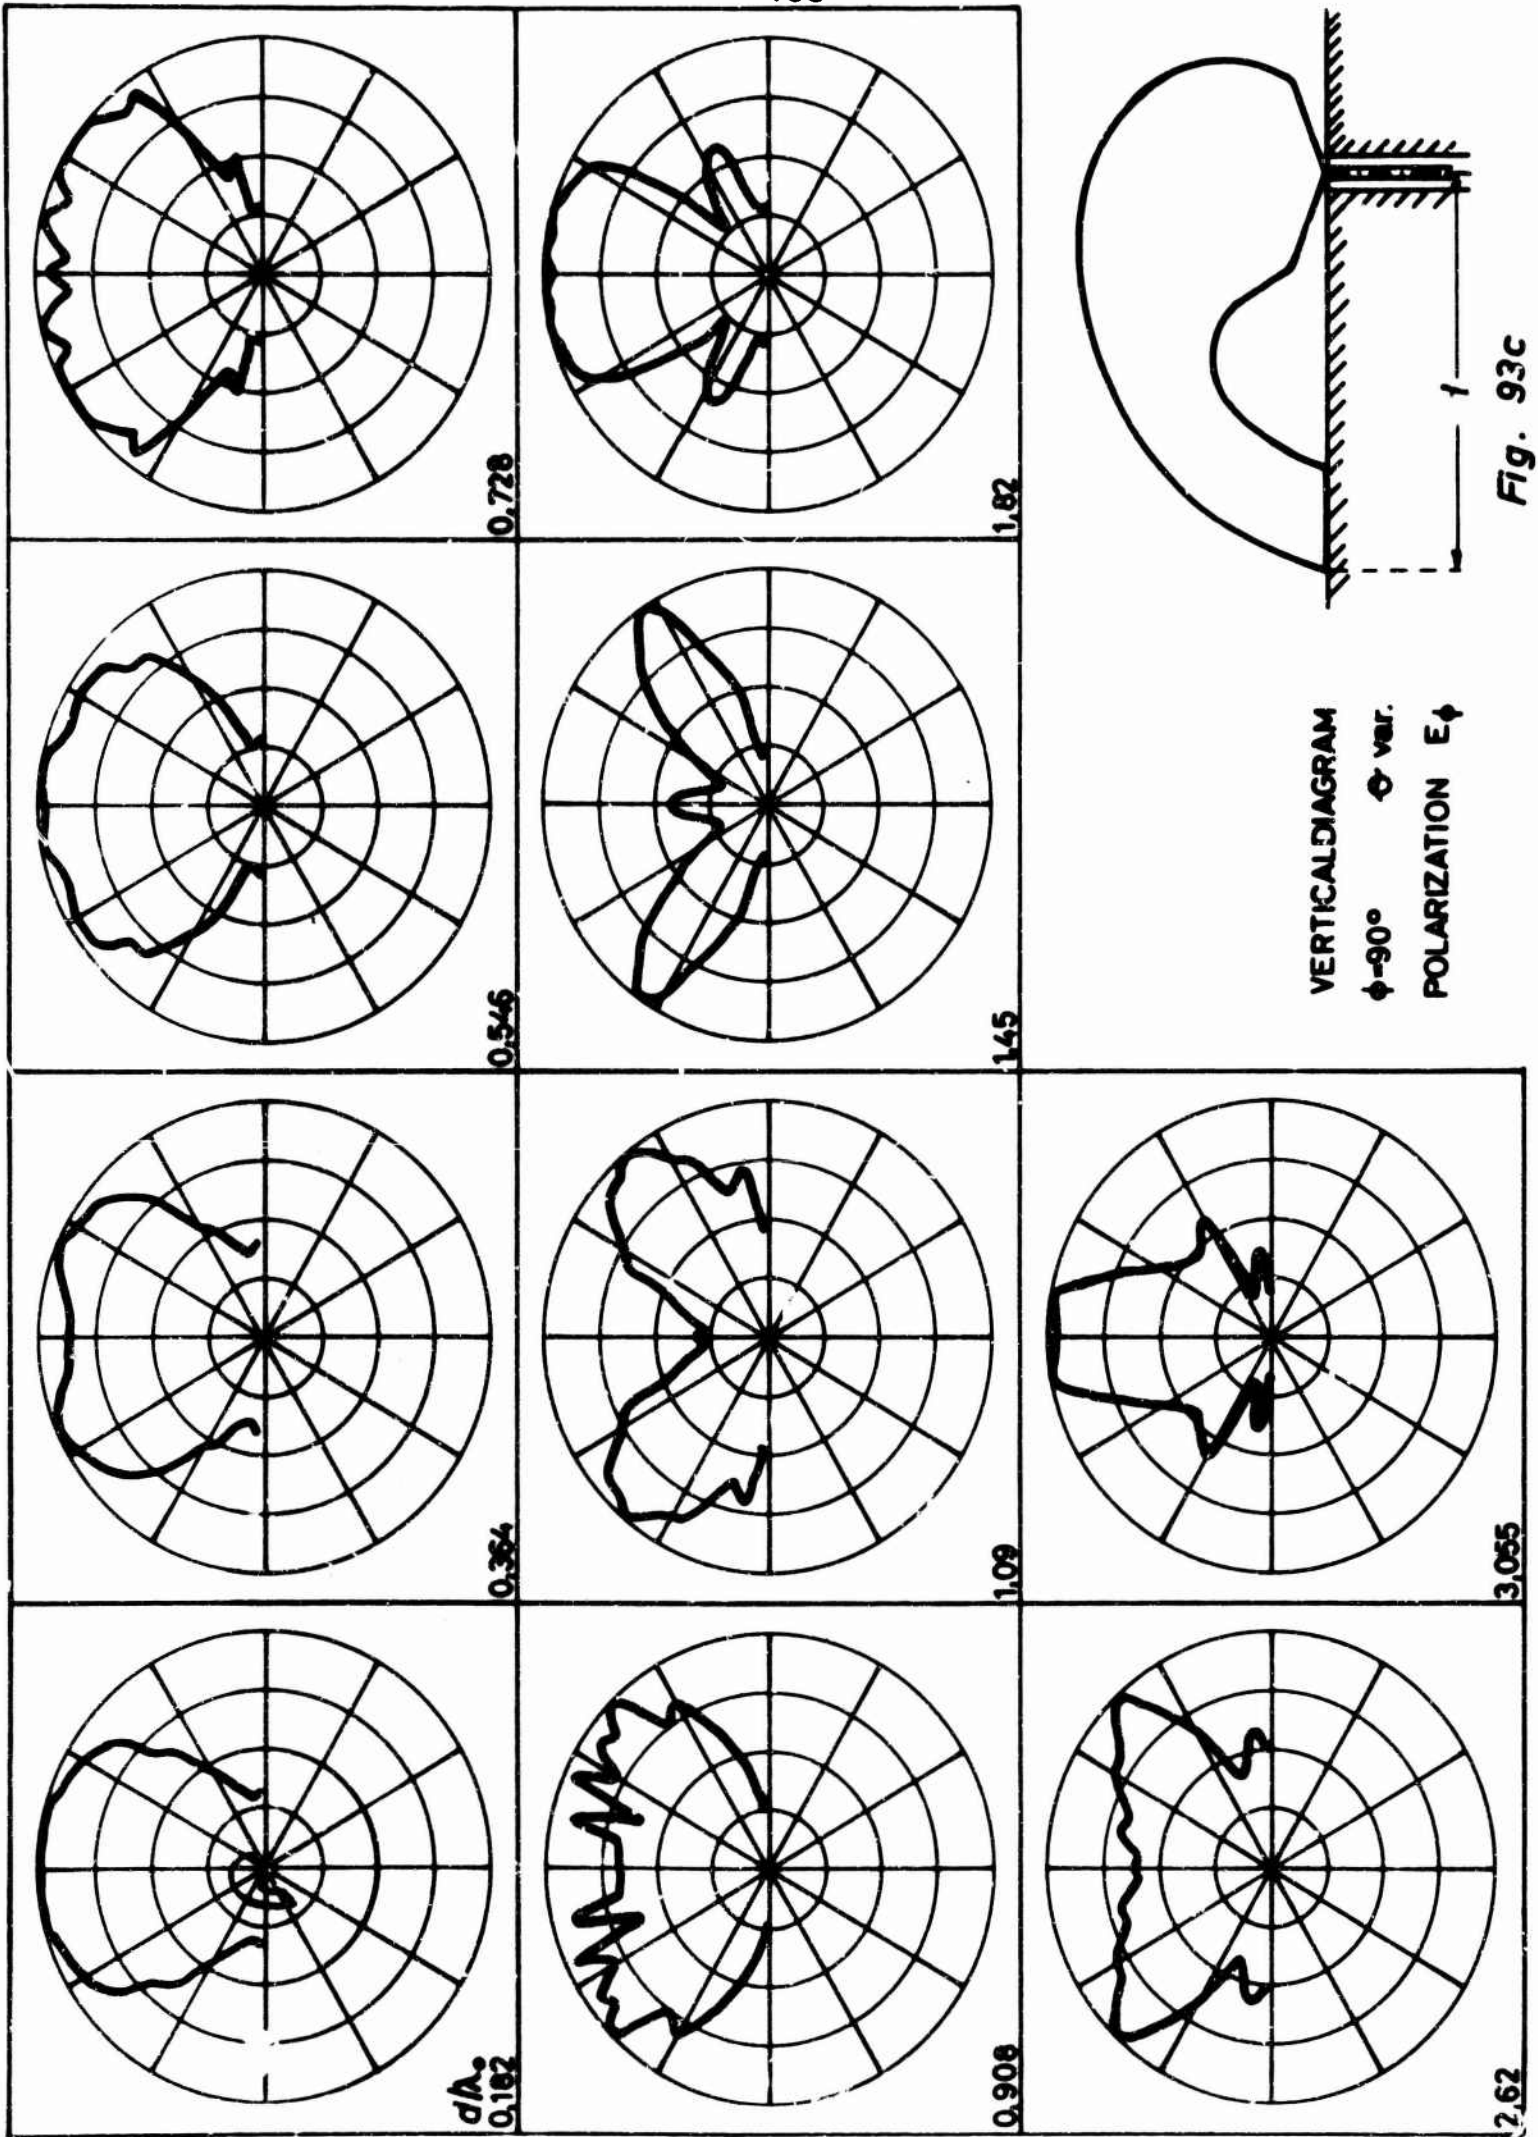 d/λ₀
0,182
0,364
0,546
0,728
0,908
1,09
1,45
1,82
2,62
3,055
VERTICALDIAGRAM
ϕ=90° Θ var.
POLARIZATION Eϕ
Fig. 93c